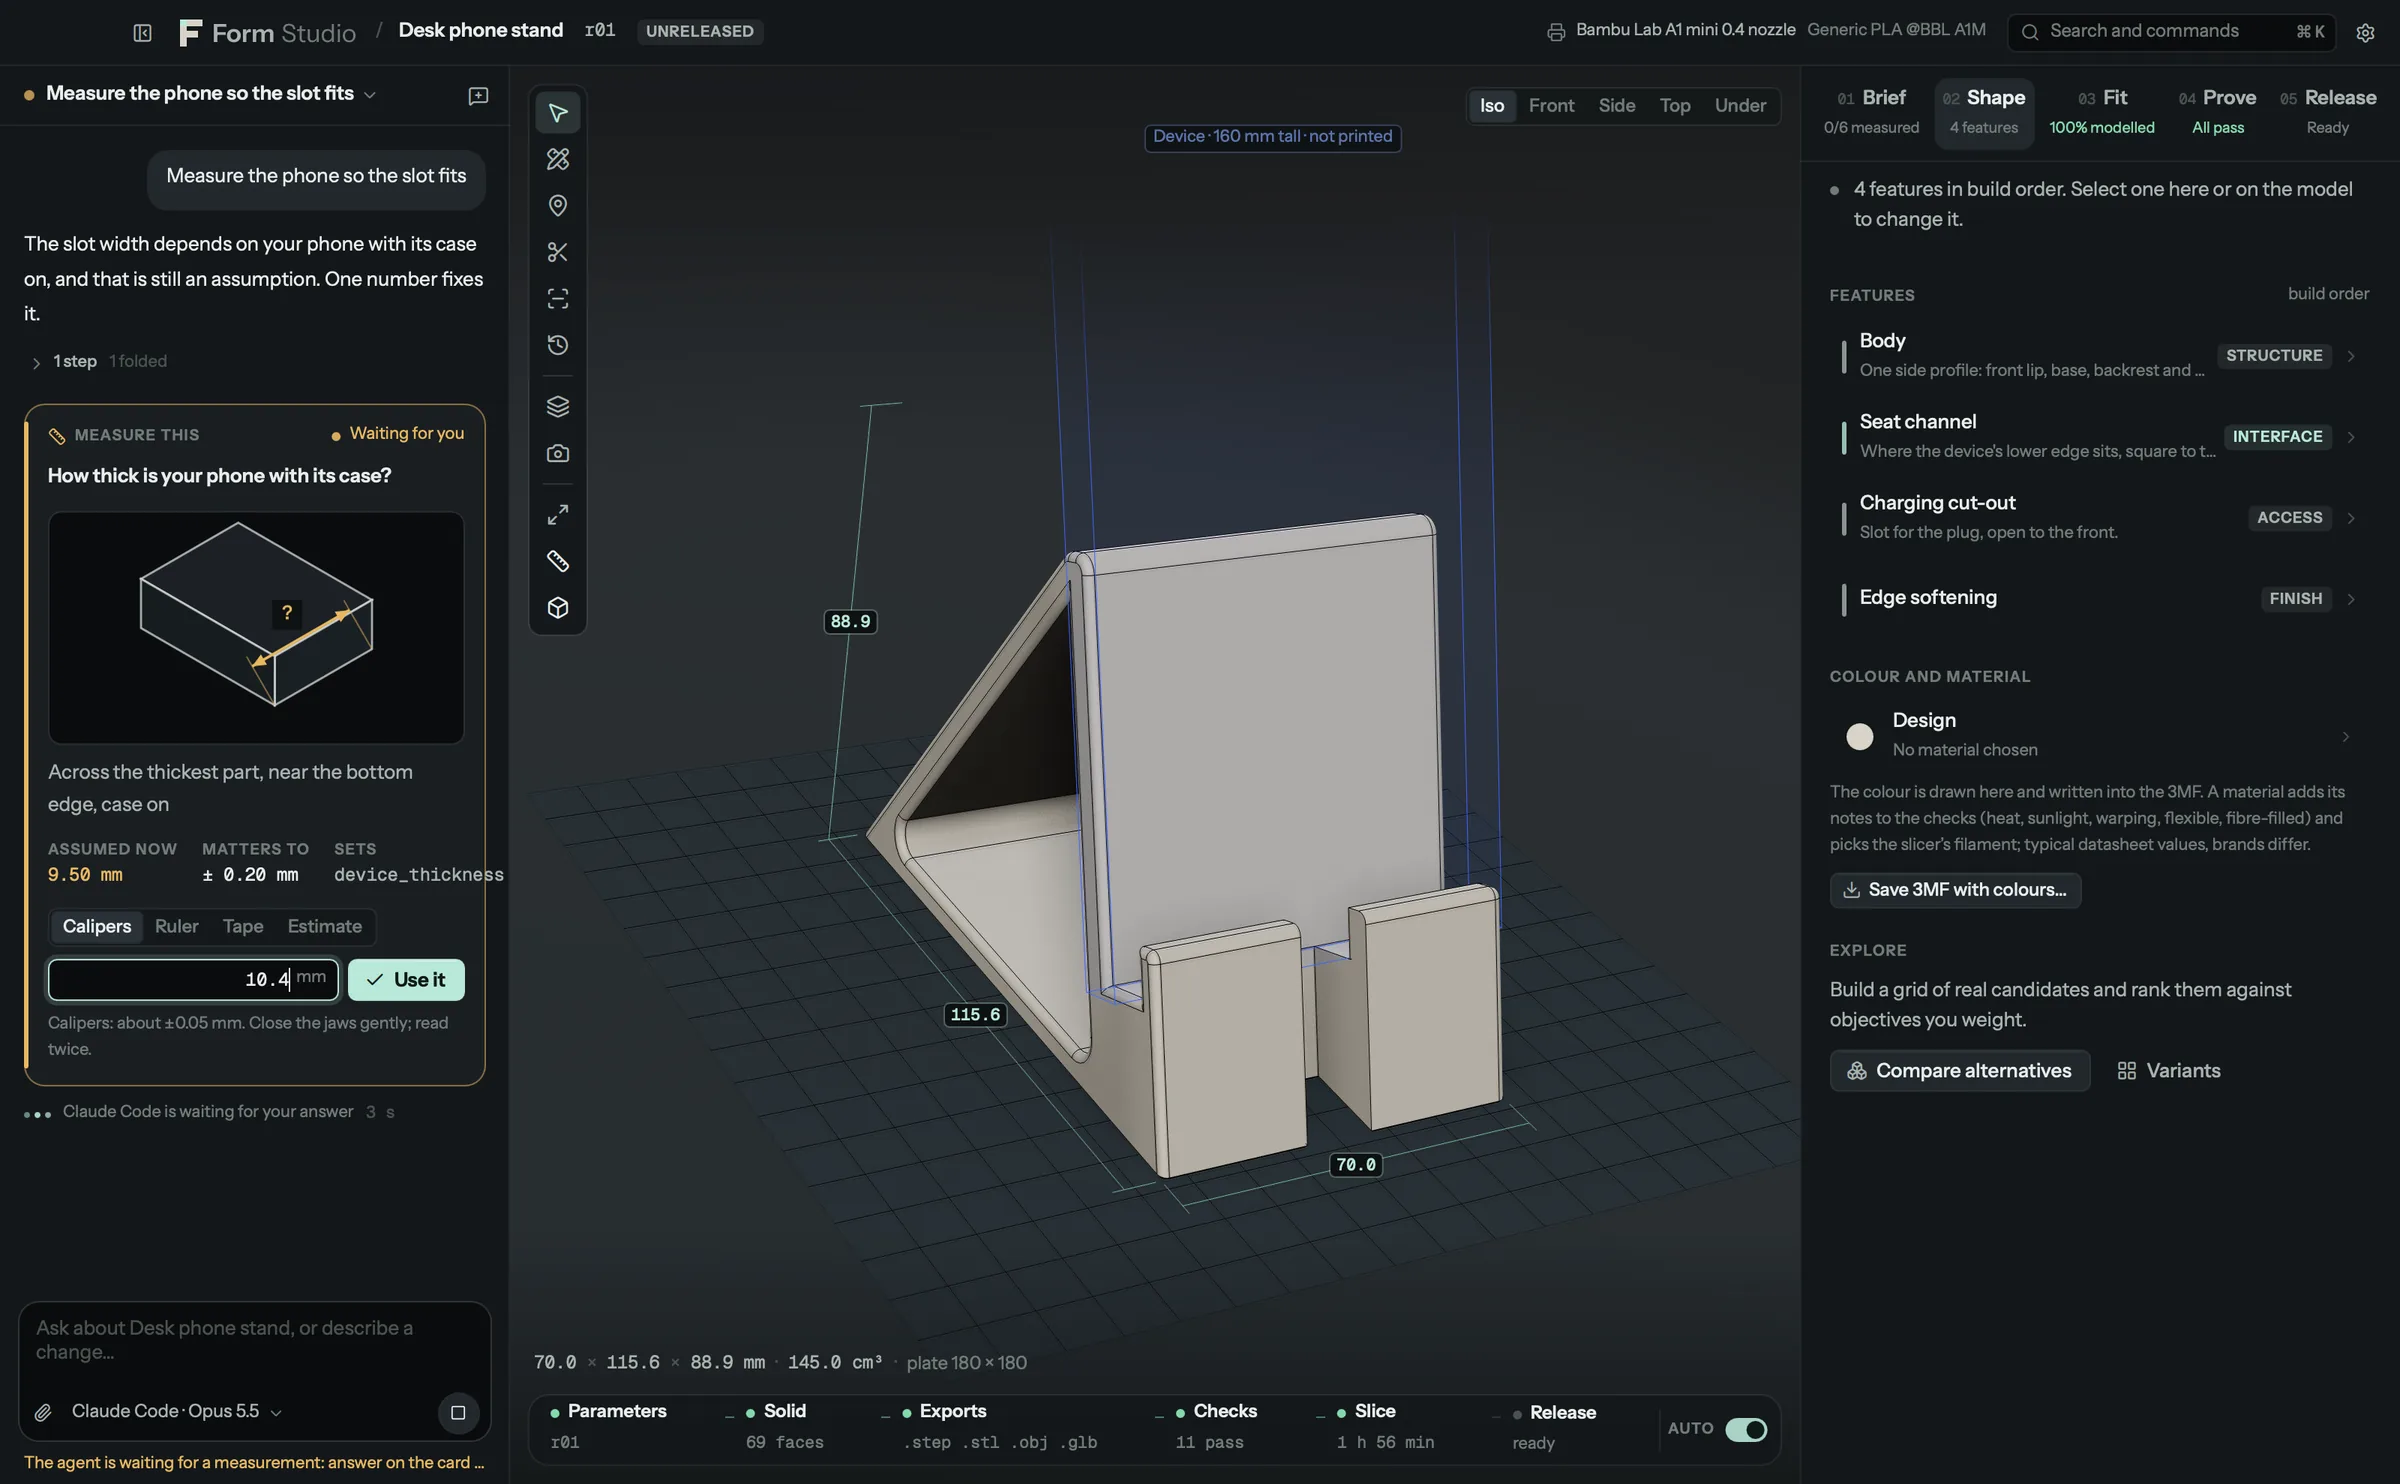 Form Studio / Desk phone stand r01 UNRELEASED
Bambu Lab A1 mini 0.4 nozzle Generic PLA @BBL A1M
Search and commands ⌘ K
Measure the phone so the slot fits
Measure the phone so the slot fits
The slot width depends on your phone with its case
on, and that is still an assumption. One number fixes
it.
1 step 1 folded
MEASURE THIS
Waiting for you
How thick is your phone with its case?
?
Across the thickest part, near the bottom
edge, case on
ASSUMED NOW MATTERS TO SETS
9.50 mm ± 0.20 mm device_thickness
Calipers Ruler Tape Estimate
10.4 mm
Use it
Calipers: about ±0.05 mm. Close the jaws gently; read
twice.
Claude Code is waiting for your answer 3 s
Ask about Desk phone stand, or describe a
change...
Claude Code · Opus 5.5
The agent is waiting for a measurement: answer on the card ...
Iso Front Side Top Under
Device · 160 mm tall · not printed
88.9
115.6
70.0
70.0 × 115.6 × 88.9 mm · 145.0 cm³ · plate 180 × 180
Parameters Solid Exports Checks Slice Release
r01 69 faces .step .stl .obj .glb 11 pass 1 h 56 min ready
AUTO
01 Brief 02 Shape 03 Fit 04 Prove 05 Release
0/6 measured 4 features 100% modelled All pass Ready
4 features in build order. Select one here or on the model
to change it.
FEATURES build order
Body
One side profile: front lip, base, backrest and ...
STRUCTURE
Seat channel
Where the device's lower edge sits, square to t...
INTERFACE
Charging cut-out
Slot for the plug, open to the front.
ACCESS
Edge softening
FINISH
COLOUR AND MATERIAL
Design
No material chosen
The colour is drawn here and written into the 3MF. A material adds its
notes to the checks (heat, sunlight, warping, flexible, fibre-filled) and
picks the slicer's filament; typical datasheet values, brands differ.
Save 3MF with colours...
EXPLORE
Build a grid of real candidates and rank them against
objectives you weight.
Compare alternatives Variants